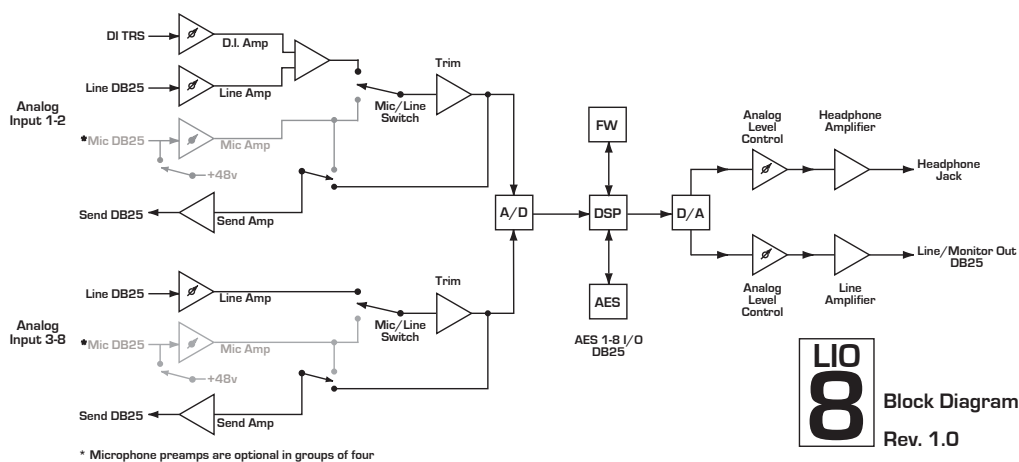 DI TRS
D.I. Amp
Line DB25
Line Amp
Analog
Input 1-2
*Mic DB25
Mic Amp
+48v
Send DB25
Send Amp
Mic/Line
Switch
Trim
Line DB25
Line Amp
Analog
Input 3-8
*Mic DB25
Mic Amp
+48v
Send DB25
Send Amp
Mic/Line
Switch
Trim
A/D
FW
DSP
AES
AES 1-8 I/O
DB25
D/A
Analog
Level
Control
Headphone
Amplifier
Headphone
Jack
Analog
Level
Control
Line
Amplifier
Line/Monitor Out
DB25
LIO
8
Block Diagram
Rev. 1.0
* Microphone preamps are optional in groups of four